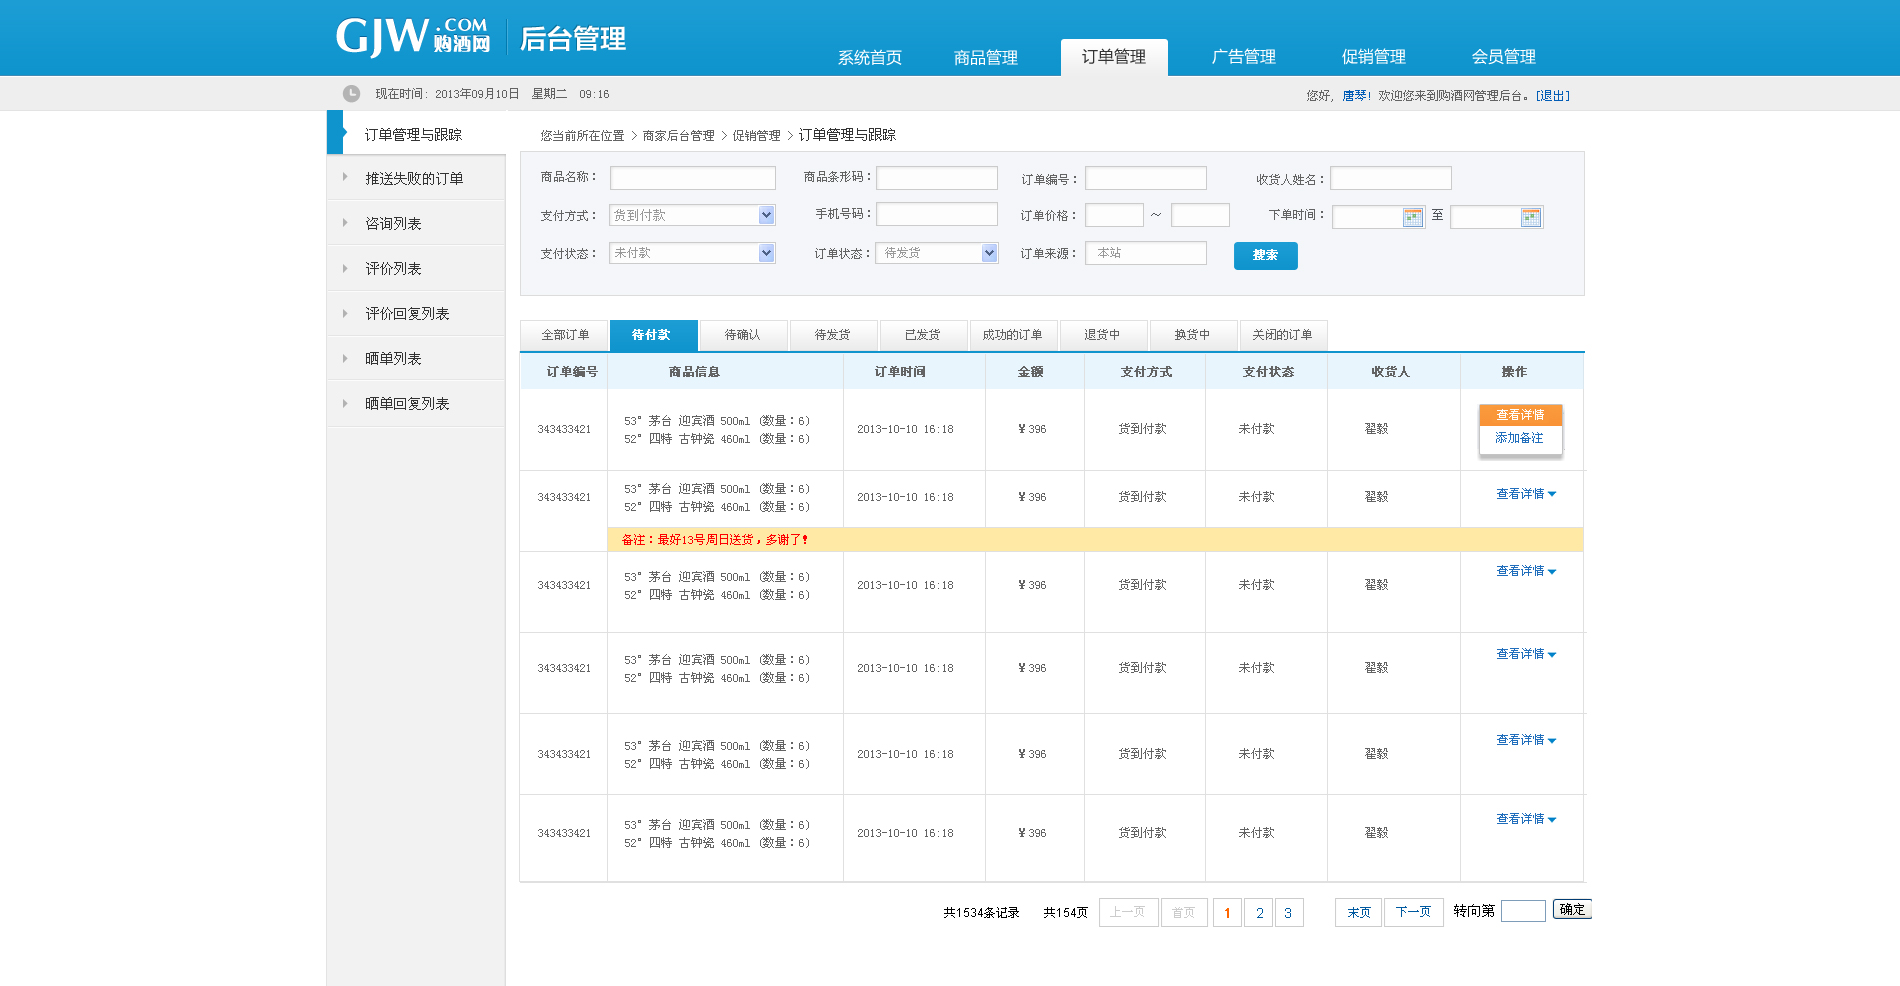 GJW.COM 购酒网 后台管理
系统首页 商品管理 订单管理 广告管理 促销管理 会员管理
现在时间: 2013年09月10日 星期二 09:16
您好, 唐琴! 欢迎您来到购酒网管理后台。[退出]
订单管理与跟踪
推送失败的订单
咨询列表
评价列表
评价回复列表
晒单列表
晒单回复列表
您当前所在位置 > 商家后台管理 > 促销管理 > 订单管理与跟踪
商品名称： 商品条形码： 订单编号： 收货人姓名：
支付方式： 货到付款 手机号码： 订单价格： ～ 下单时间： 至
支付状态： 未付款 订单状态： 待发货 订单来源： 本站 搜索
全部订单 待付款 待确认 待发货 已发货 成功的订单 退货中 换货中 关闭的订单
订单编号 商品信息 订单时间 金额 支付方式 支付状态 收货人 操作
53° 茅台 迎宾酒 500ml (数量：6)
52° 四特 古钟瓷 460ml (数量：6)
343433421 2013-10-10 16:18 ¥ 396 货到付款 未付款 翟毅
查看详情
添加备注
53° 茅台 迎宾酒 500ml (数量：6)
52° 四特 古钟瓷 460ml (数量：6)
343433421 2013-10-10 16:18 ¥ 396 货到付款 未付款 翟毅 查看详情
备注：最好13号周日送货，多谢了！
53° 茅台 迎宾酒 500ml (数量：6)
52° 四特 古钟瓷 460ml (数量：6)
343433421 2013-10-10 16:18 ¥ 396 货到付款 未付款 翟毅 查看详情
53° 茅台 迎宾酒 500ml (数量：6)
52° 四特 古钟瓷 460ml (数量：6)
343433421 2013-10-10 16:18 ¥ 396 货到付款 未付款 翟毅 查看详情
53° 茅台 迎宾酒 500ml (数量：6)
52° 四特 古钟瓷 460ml (数量：6)
343433421 2013-10-10 16:18 ¥ 396 货到付款 未付款 翟毅 查看详情
53° 茅台 迎宾酒 500ml (数量：6)
52° 四特 古钟瓷 460ml (数量：6)
343433421 2013-10-10 16:18 ¥ 396 货到付款 未付款 翟毅 查看详情
共1534条记录 共154页 上一页 首页 1 2 3 末页 下一页 转向第 确定